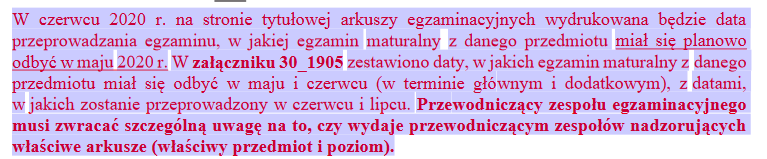 W czerwcu 2020 r. na stronie tytułowej arkuszy egzaminacyjnych wydrukowana będzie data
przeprowadzania egzaminu, w jakiej egzamin maturalny z danego przedmiotu miał się planowo
odbyć w maju 2020 r. W załączniku 30_1905 zestawiono daty, w jakich egzamin maturalny z danego
przedmiotu miał się odbyć w maju i czerwcu (w terminie głównym i dodatkowym), z datami,
w jakich zostanie przeprowadzony w czerwcu i lipcu. Przewodniczący zespołu egzaminacyjnego
musi zwracać szczególną uwagę na to, czy wydaje przewodniczącym zespołów nadzorujących
właściwe arkusze (właściwy przedmiot i poziom).